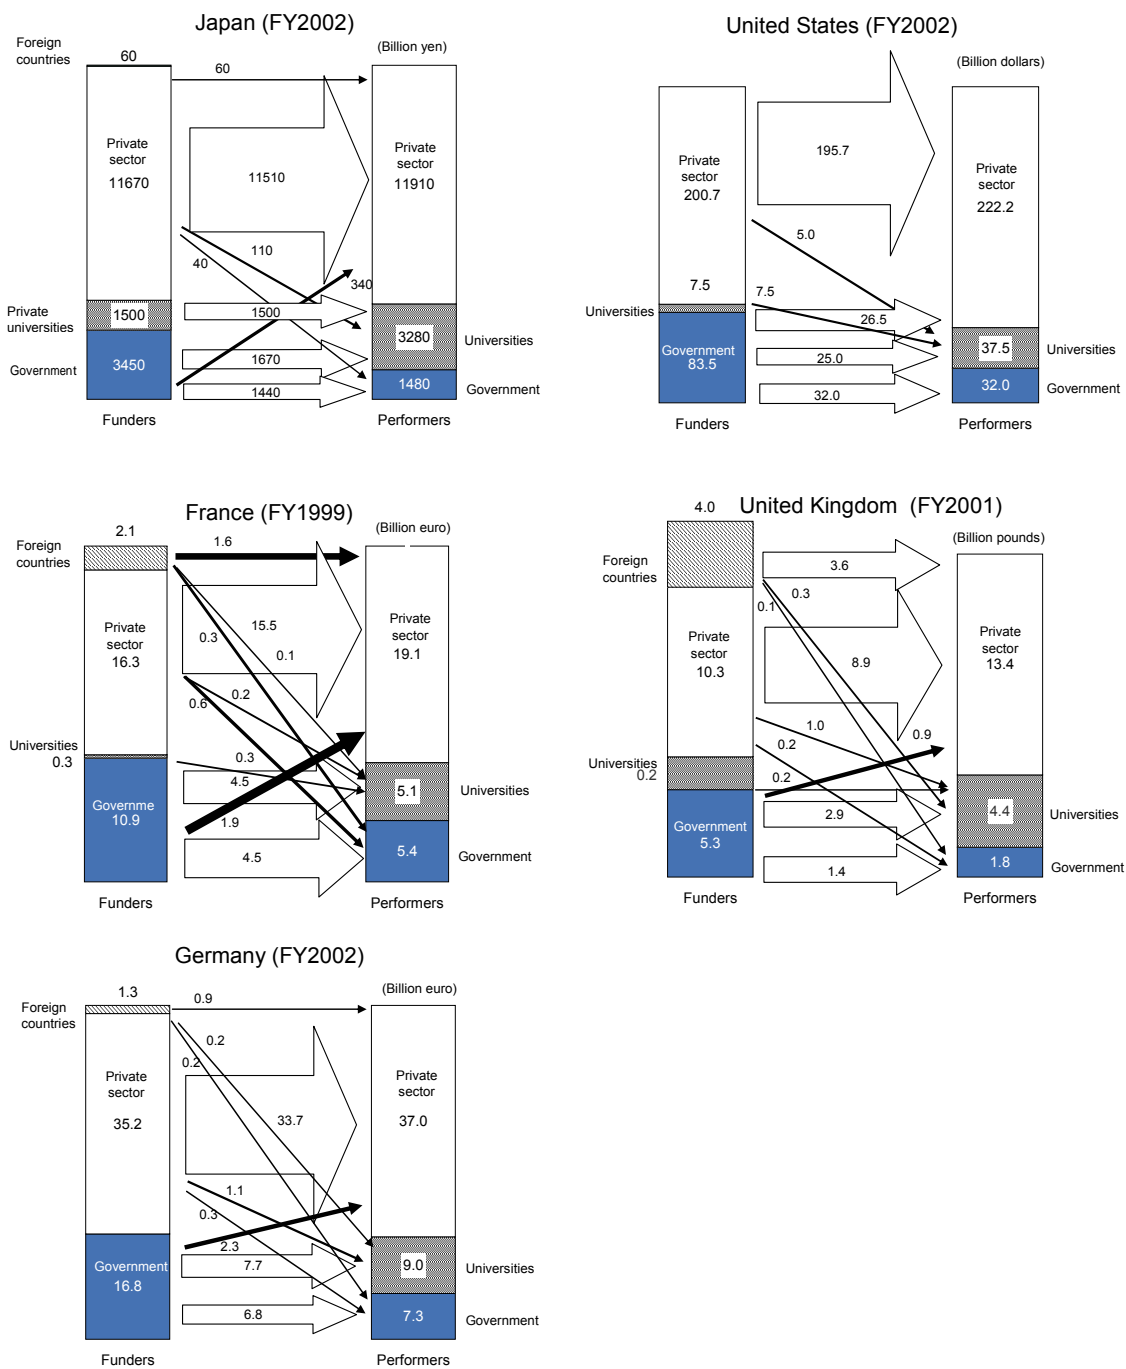 Japan (FY2002)
Foreign
countries
60
60
(Billion yen)
Private
sector
11670
11510
Private
sector
11910
110
40
340
Private
universities
1500
1500
3280
Universities
Government
3450
1670
1440
1480
Government
Funders
Performers
United States (FY2002)
(Billion dollars)
195.7
Private
sector
200.7
Private
sector
222.2
5.0
7.5
7.5
Universities
26.5
Government
83.5
25.0
37.5
Universities
32.0
32.0
Government
Funders
Performers
France (FY1999)
2.1
1.6
(Billion euro)
Foreign
countries
Private
sector
16.3
0.3
15.5
0.1
Private
sector
19.1
0.6
0.2
Universities
0.3
0.3
4.5
Governme
10.9
5.1
Universities
1.9
4.5
5.4
Government
Funders
Performers
United Kingdom (FY2001)
4.0
(Billion pounds)
Foreign
countries
3.6
0.3
0.1
Private
sector
10.3
8.9
Private
sector
13.4
1.0
0.9
0.2
Universities
0.2
0.2
Government
5.3
2.9
4.4
Universities
1.4
1.8
Government
Funders
Performers
Germany (FY2002)
1.3
0.9
(Billion euro)
Foreign
countries
0.2
0.2
Private
sector
35.2
33.7
Private
sector
37.0
1.1
0.3
2.3
Government
16.8
7.7
9.0
Universities
6.8
7.3
Government
Funders
Performers